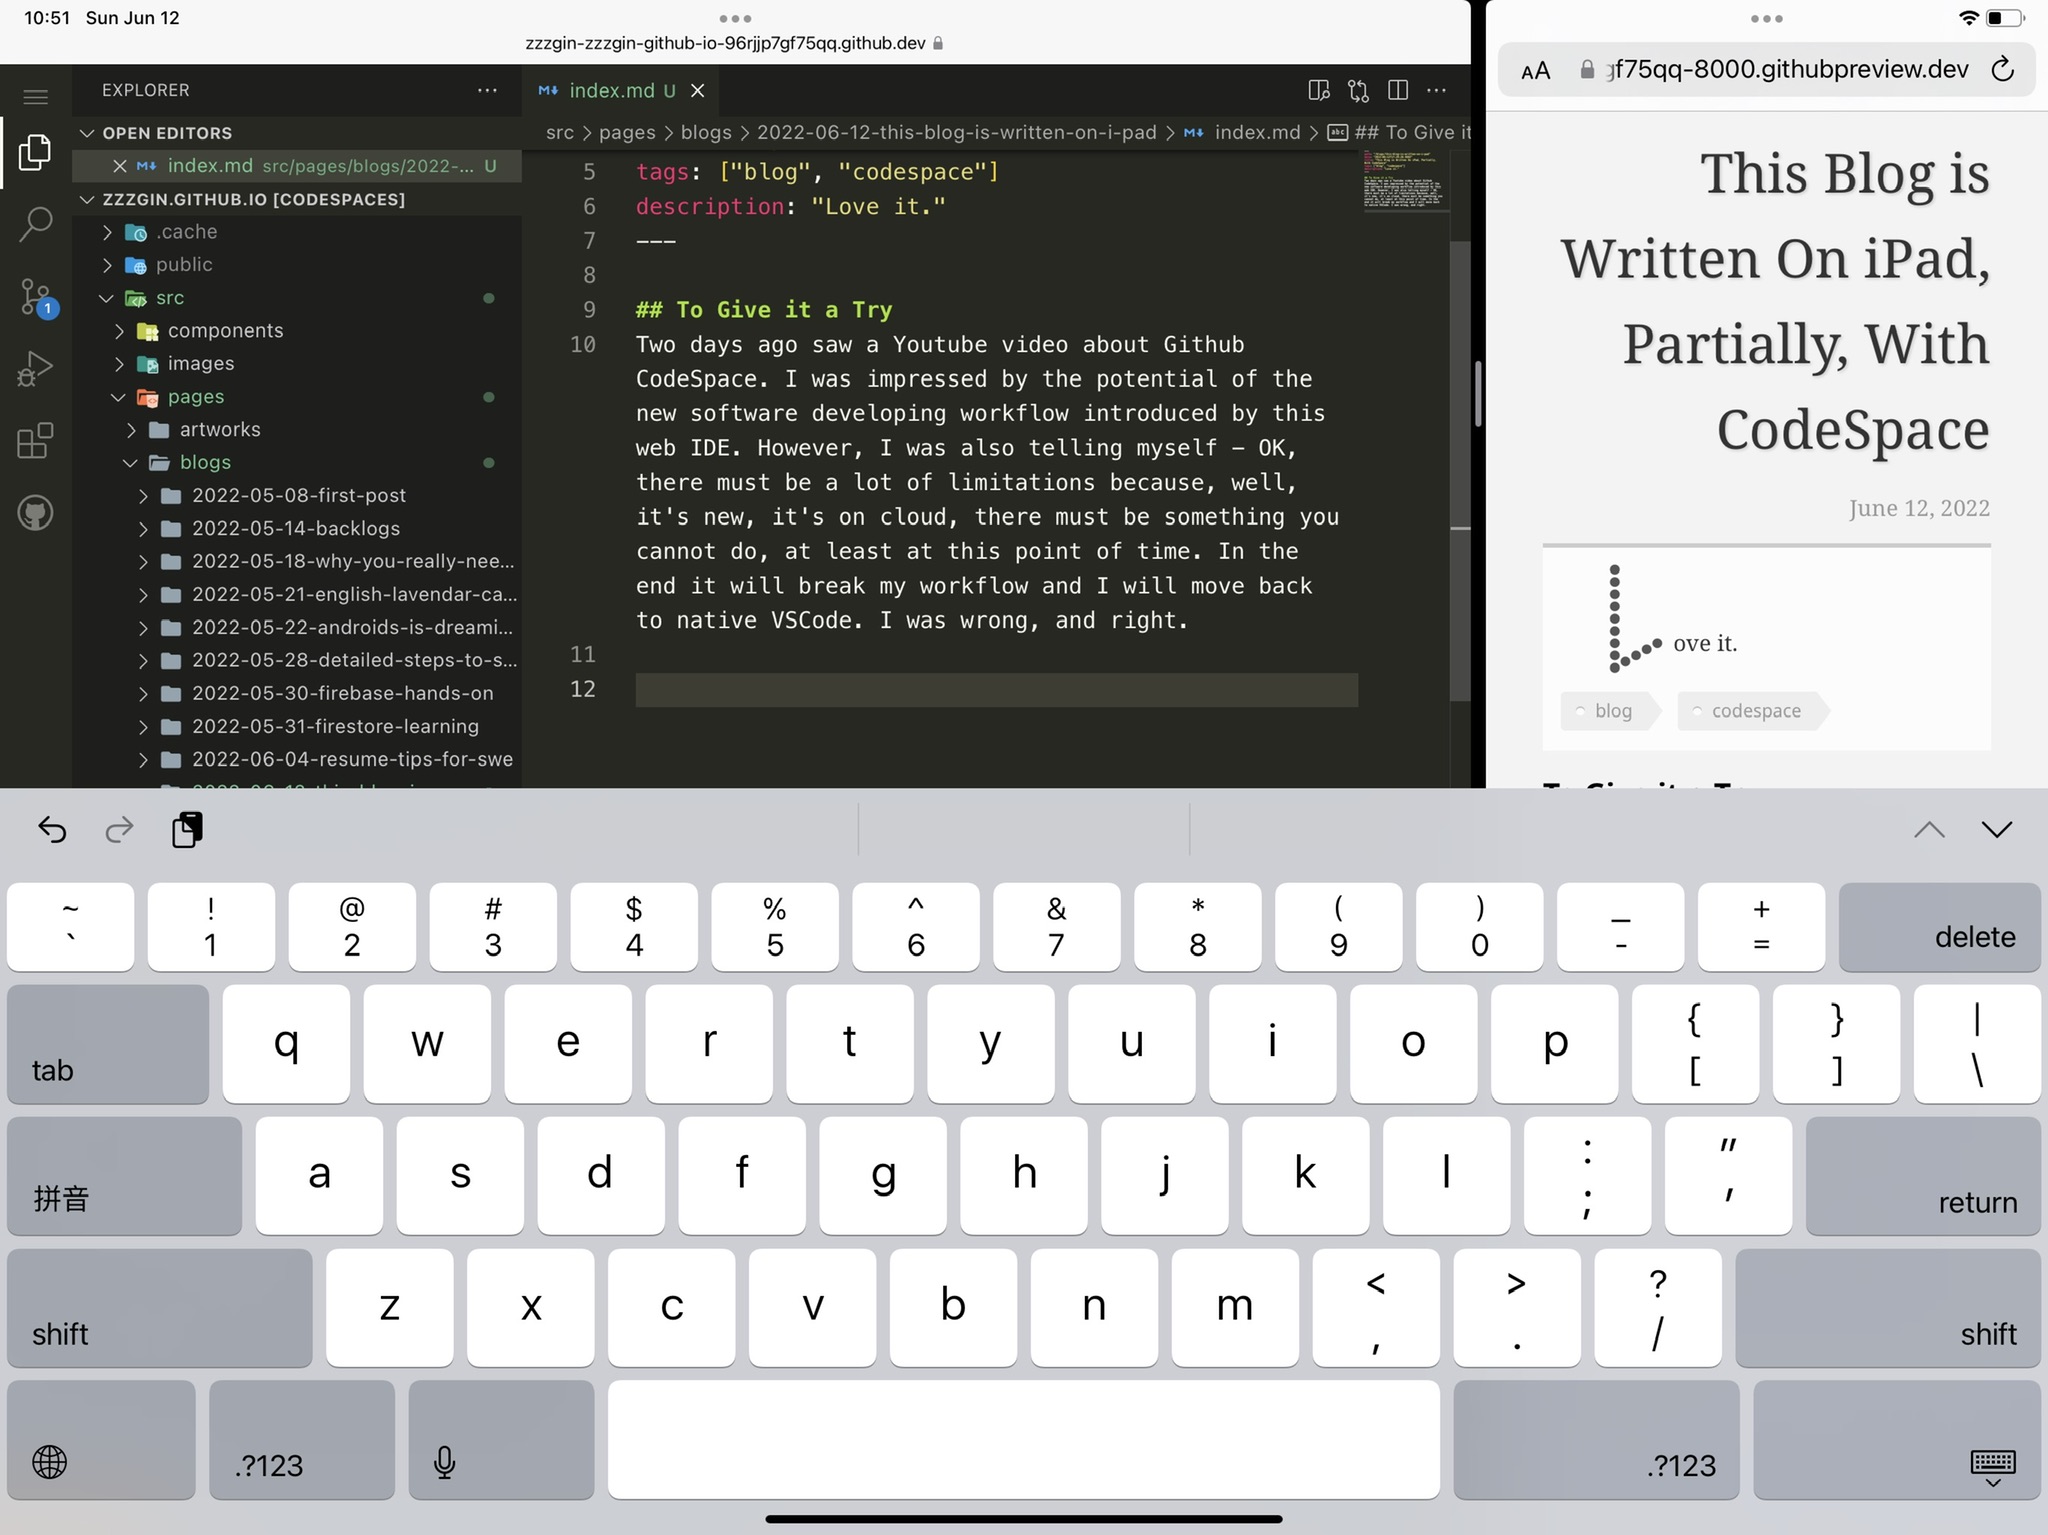 10:51 Sun Jun 12
zzzgin-zzzgin-github-io-96rjjp7gf75qq.github.dev
EXPLORER
OPEN EDITORS
index.md src/pages/blogs/2022-... U
ZZZGIN.GITHUB.IO [CODESPACES]
.cache
public
src
components
images
pages
artworks
blogs
2022-05-08-first-post
2022-05-14-backlogs
2022-05-18-why-you-really-nee...
2022-05-21-english-lavendar-ca...
2022-05-22-androids-is-dreami...
2022-05-28-detailed-steps-to-s...
2022-05-30-firebase-hands-on
2022-05-31-firestore-learning
2022-06-04-resume-tips-for-swe
1
index.md U
src > pages > blogs > 2022-06-12-this-blog-is-written-on-i-pad > index.md > abc ## To Give it
5 tags: ["blog", "codespace"]
6 description: "Love it."
7 ---
8
9 ## To Give it a Try
10 Two days ago saw a Youtube video about Github
CodeSpace. I was impressed by the potential of the
new software developing workflow introduced by this
web IDE. However, I was also telling myself – OK,
there must be a lot of limitations because, well,
it's new, it's on cloud, there must be something you
cannot do, at least at this point of time. In the
end it will break my workflow and I will move back
to native VSCode. I was wrong, and right.
11
12
AA gf75qq-8000.githubpreview.dev
This Blog is
Written On iPad,
Partially, With
CodeSpace
June 12, 2022
Love it.
blog codespace
~ ! @ # $ % ^ & * ( ) _ +
` 1 2 3 4 5 6 7 8 9 0 - = delete
tab q w e r t y u i o p { [ } ] | \
拼音 a s d f g h j k l : ; " ' return
shift z x c v b n m < , > . ? / shift
.?123 .?123